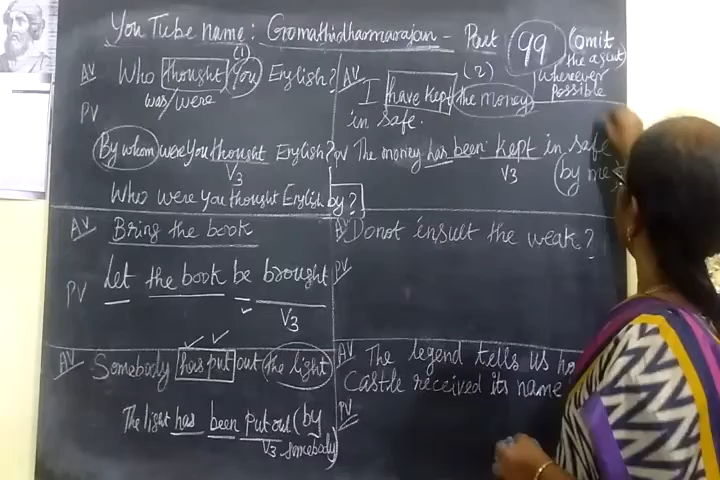 You Tube name: Gomathidharmarajan - Part 99 (omit the agent) wherever possible
AV Who thought you English?
(1)
was/were
PV
By whom were you thought English?
V3
Who were you thought English by?
AV Bring the book
PV Let the book be brought
V3
AV Somebody has put out the light
The light has been put out (by somebody)
V3
(2)
AV I have kept the money
in safe.
PV The money has been kept in safe
V3
by me
AV Donot insult the weak?
PV
AV The legend tells us
Castle received its name
PV